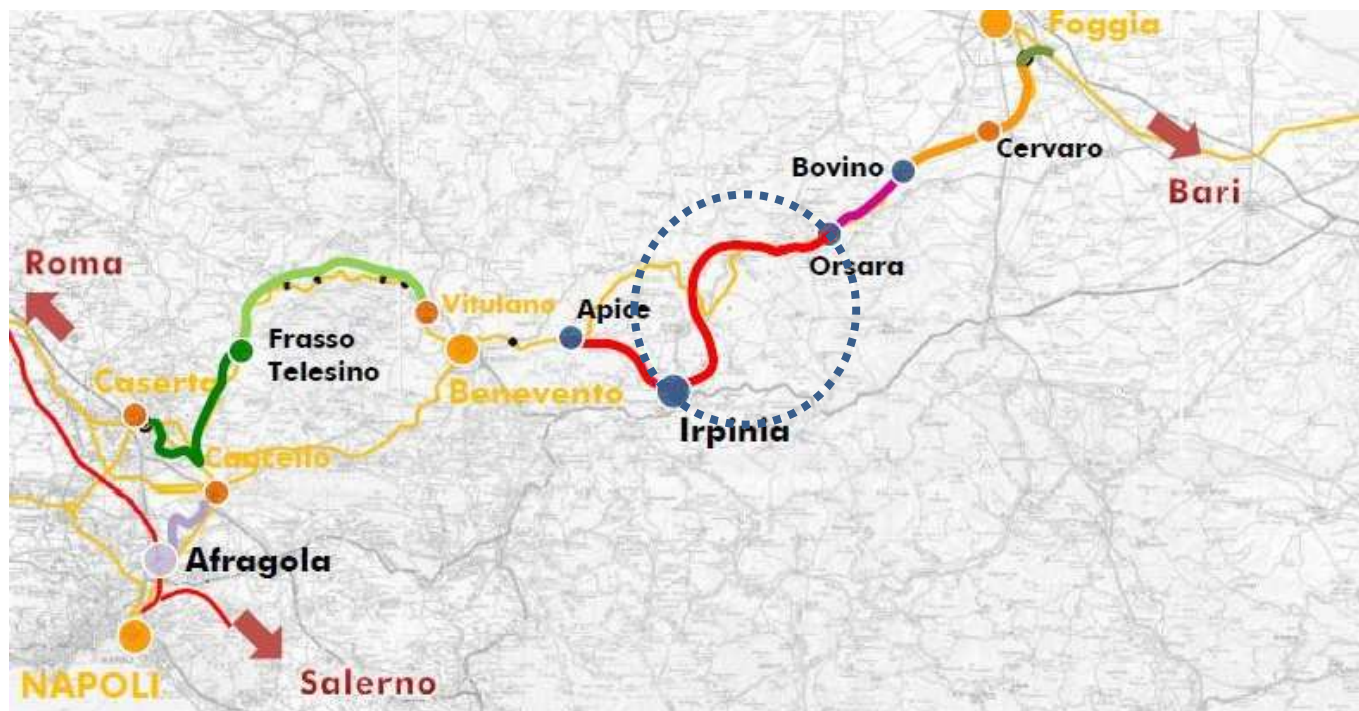 Foggia
Cervaro
Bovino
Bari
Roma
Orsara
Vitulano
Apice
Frasso
Telesino
Caserta
Benevento
Irpinia
Cancello
Afragola
NAPOLI
Salerno